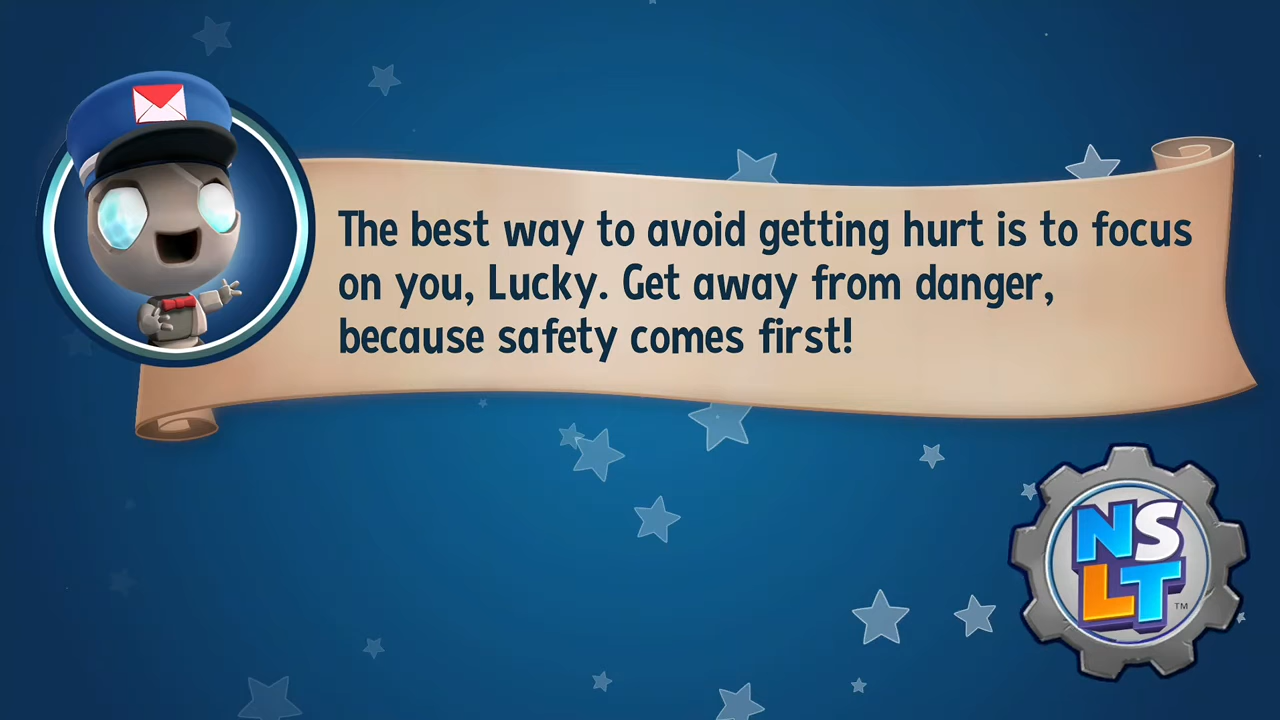 The best way to avoid getting hurt is to focus
on you, Lucky. Get away from danger,
because safety comes first!
NS
LT
TM